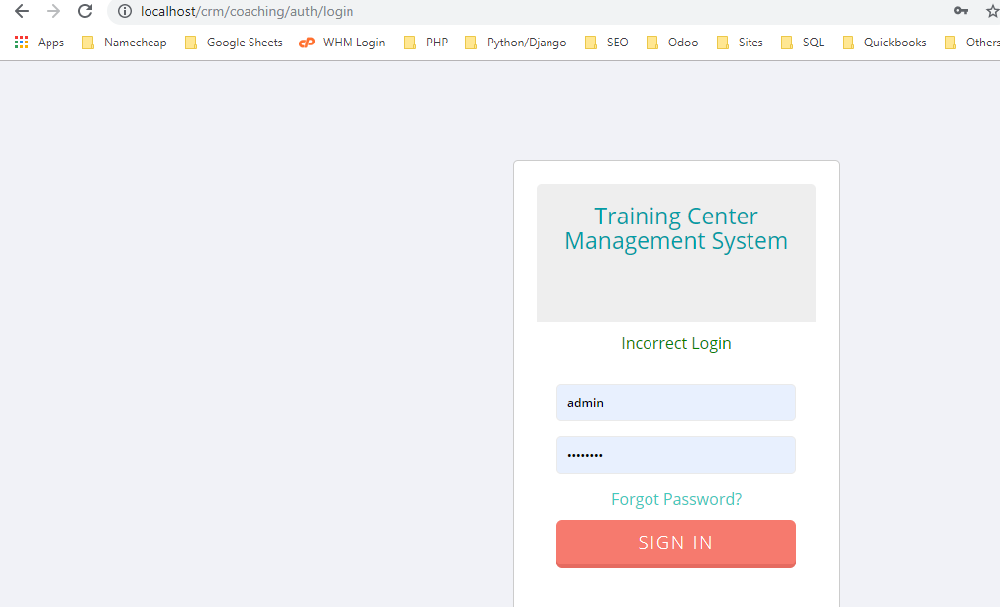 localhost/crm/coaching/auth/login
Apps Namecheap Google Sheets cP WHM Login PHP Python/Django SEO Odoo Sites SQL Quickbooks Others
Training Center
Management System
Incorrect Login
admin
••••••••
Forgot Password?
SIGN IN